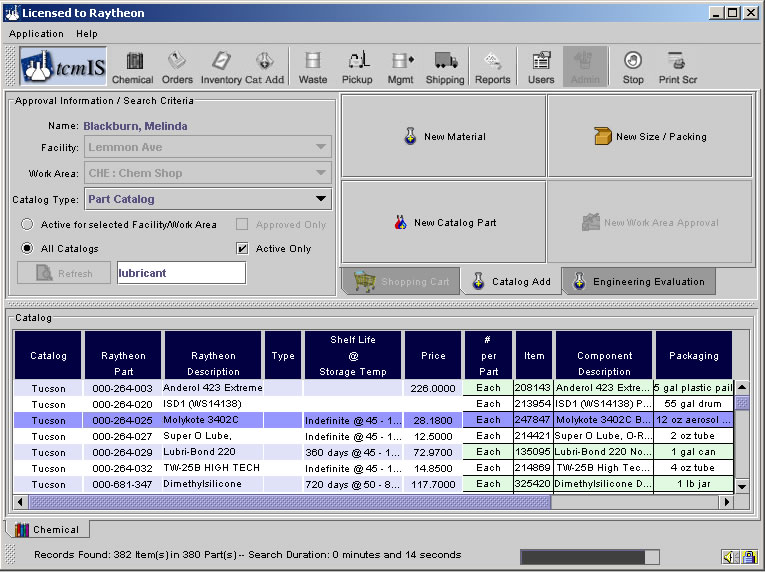 Licensed to Raytheon
Application Help
tcmIS Chemical Orders Inventory Cat Add Waste Pickup Mgmt Shipping Reports Users Admin Stop Print Scr
Approval Information / Search Criteria
Name: Blackburn, Melinda
Facility: Lemmon Ave
Work Area: CHE : Chem Shop
Catalog Type: Part Catalog
Active for selected Facility/Work Area Approved Only
All Catalogs Active Only
Refresh lubricant
New Material New Size / Packing
New Catalog Part New Work Area Approval
Shopping Cart Catalog Add Engineering Evaluation
Catalog
Catalog Raytheon Part Raytheon Description Type Shelf Life @ Storage Temp Price # per Part Item Component Description Packaging
Tucson 000-264-003 Anderol 423 Extreme 226.0000 Each 208143 Anderol 423 Extre... 5 gal plastic pail
Tucson 000-264-020 ISD1 (WS14138) Each 213954 ISD1 (WS14138) P... 55 gal drum
Tucson 000-264-025 Molykote 3402C Indefinite @ 45 - 1... 28.1800 Each 247847 Molykote 3402C B... 12 oz aerosol ...
Tucson 000-264-027 Super O Lube, Indefinite @ 45 - 1... 12.5000 Each 214421 Super O Lube, O-R... 2 oz tube
Tucson 000-264-029 Lubri-Bond 220 360 days @ 45 - 1... 72.9700 Each 135095 Lubri-Bond 220 No... 1 gal can
Tucson 000-264-032 TW-25B HIGH TECH Indefinite @ 45 - 1... 14.8500 Each 214869 TW-25B High Tec... 4 oz tube
Tucson 000-681-347 Dimethylsilicone 720 days @ 50 - 8... 117.7000 Each 325420 Dimethylsilicone D... 1 lb jar
Chemical
Records Found: 382 Item(s) in 380 Part(s) -- Search Duration: 0 minutes and 14 seconds